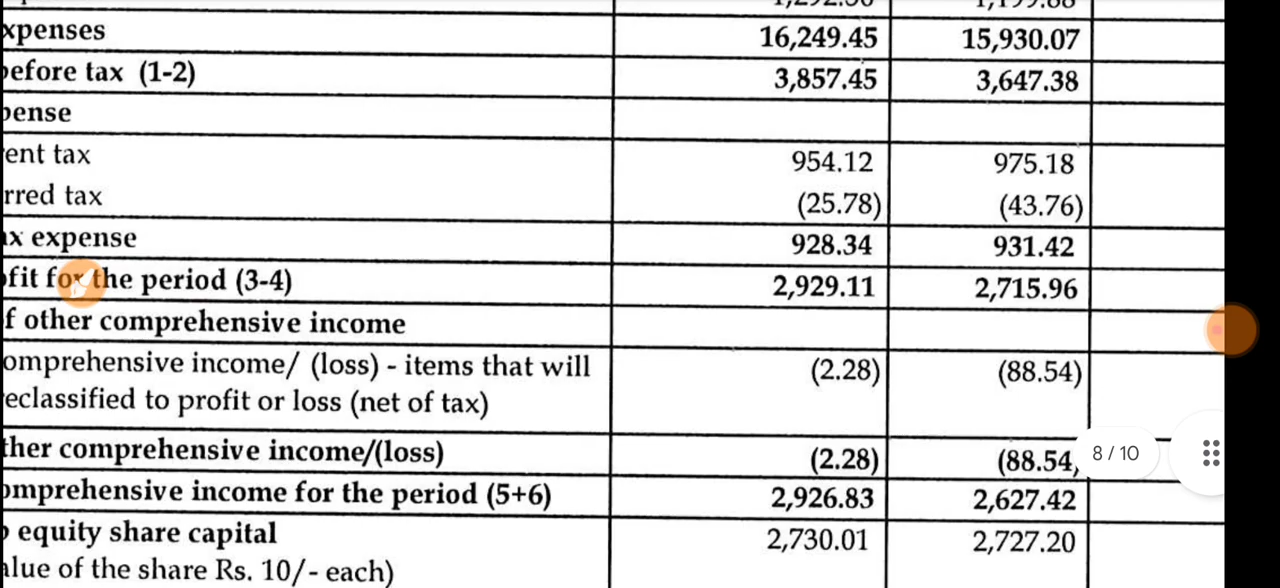 xpenses 16,249.45 15,930.07
before tax (1-2) 3,857.45 3,647.38
pense
ent tax 954.12 975.18
rred tax (25.78) (43.76)
ax expense 928.34 931.42
fit for the period (3-4) 2,929.11 2,715.96
f other comprehensive income
omprehensive income/ (loss) - items that will (2.28) (88.54)
eclassified to profit or loss (net of tax)
ther comprehensive income/(loss) (2.28) (88.54)
8 / 10
omprehensive income for the period (5+6) 2,926.83 2,627.42
equity share capital 2,730.01 2,727.20
alue of the share Rs. 10/- each)